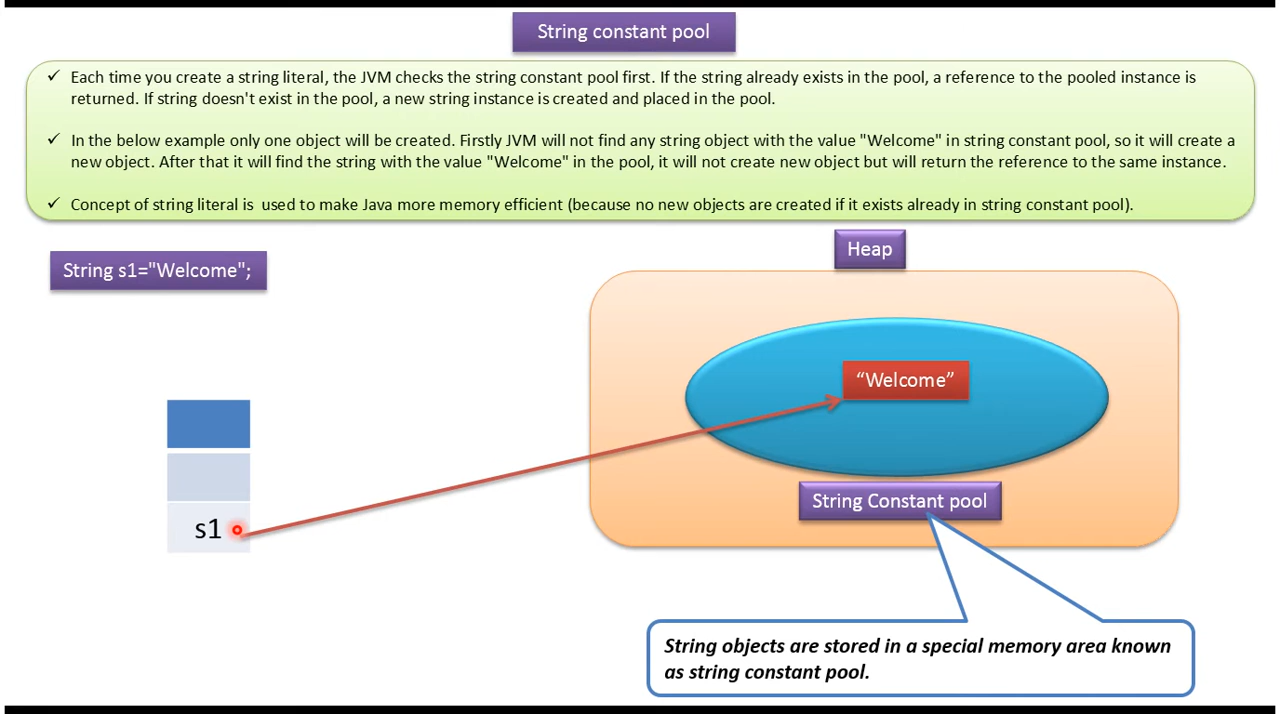 String constant pool
✓ Each time you create a string literal, the JVM checks the string constant pool first. If the string already exists in the pool, a reference to the pooled instance is
returned. If string doesn't exist in the pool, a new string instance is created and placed in the pool.
✓ In the below example only one object will be created. Firstly JVM will not find any string object with the value "Welcome" in string constant pool, so it will create a
new object. After that it will find the string with the value "Welcome" in the pool, it will not create new object but will return the reference to the same instance.
✓ Concept of string literal is used to make Java more memory efficient (because no new objects are created if it exists already in string constant pool).
Heap
String s1="Welcome";
“Welcome”
String Constant pool
s1
String objects are stored in a special memory area known
as string constant pool.